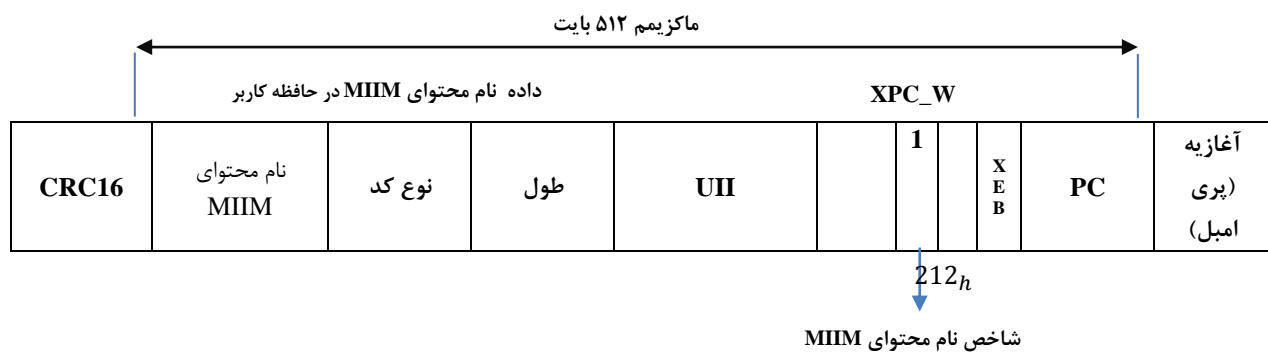 ماکزیمم ۵۱۲ بایت
داده نام محتوای MIIM در حافظه کاربر
XPC_W
آغازیه (پری امبل)
PC
XEB
1
UII
طول
نوع کد
نام محتوای MIIM
CRC16
212h
شاخص نام محتوای MIIM